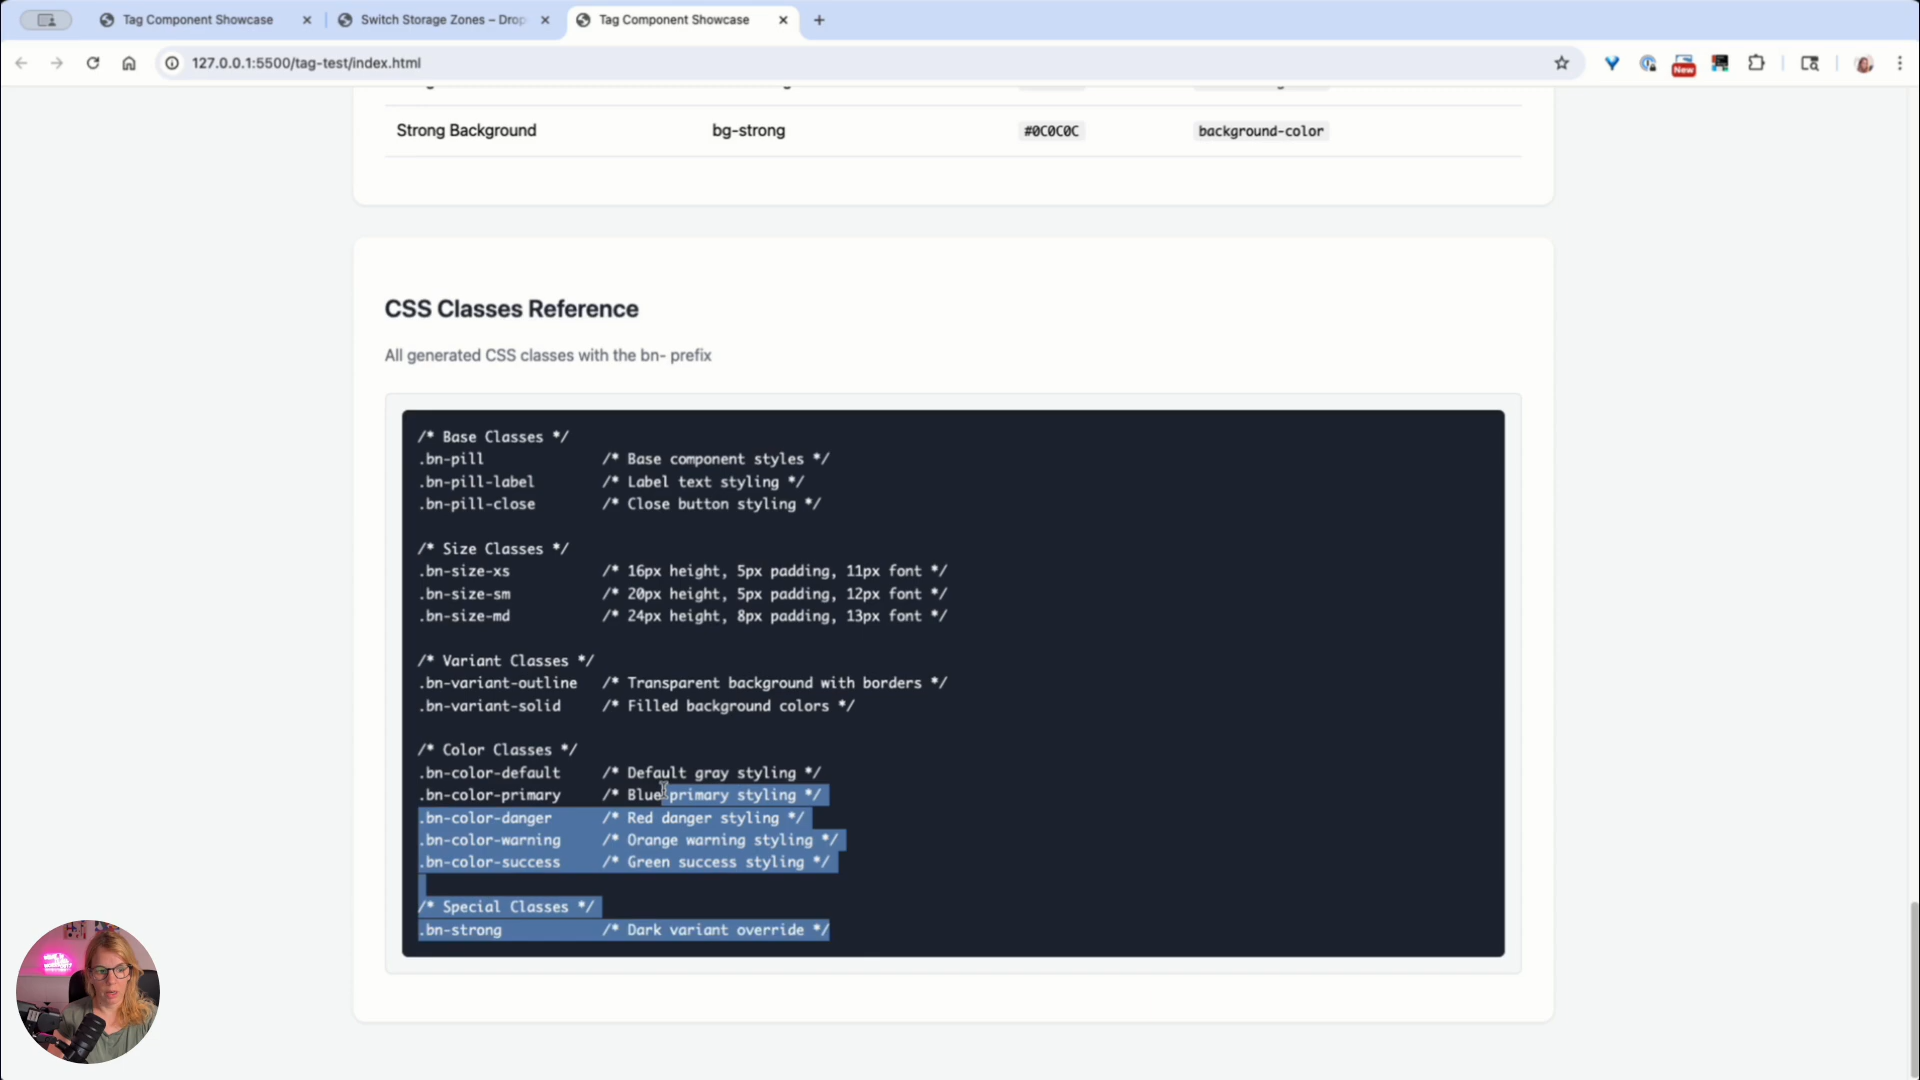 Tag Component Showcase
Switch Storage Zones – Drop
Tag Component Showcase
127.0.0.1:5500/tag-test/index.html
New
Strong Background bg-strong #0C0C0C background-color
CSS Classes Reference
All generated CSS classes with the bn- prefix
/* Base Classes */
.bn-pill /* Base component styles */
.bn-pill-label /* Label text styling */
.bn-pill-close /* Close button styling */
/* Size Classes */
.bn-size-xs /* 16px height, 5px padding, 11px font */
.bn-size-sm /* 20px height, 5px padding, 12px font */
.bn-size-md /* 24px height, 8px padding, 13px font */
/* Variant Classes */
.bn-variant-outline /* Transparent background with borders */
.bn-variant-solid /* Filled background colors */
/* Color Classes */
.bn-color-default /* Default gray styling */
.bn-color-primary /* Blue primary styling */
.bn-color-danger /* Red danger styling */
.bn-color-warning /* Orange warning styling */
.bn-color-success /* Green success styling */
/* Special Classes */
.bn-strong /* Dark variant override */